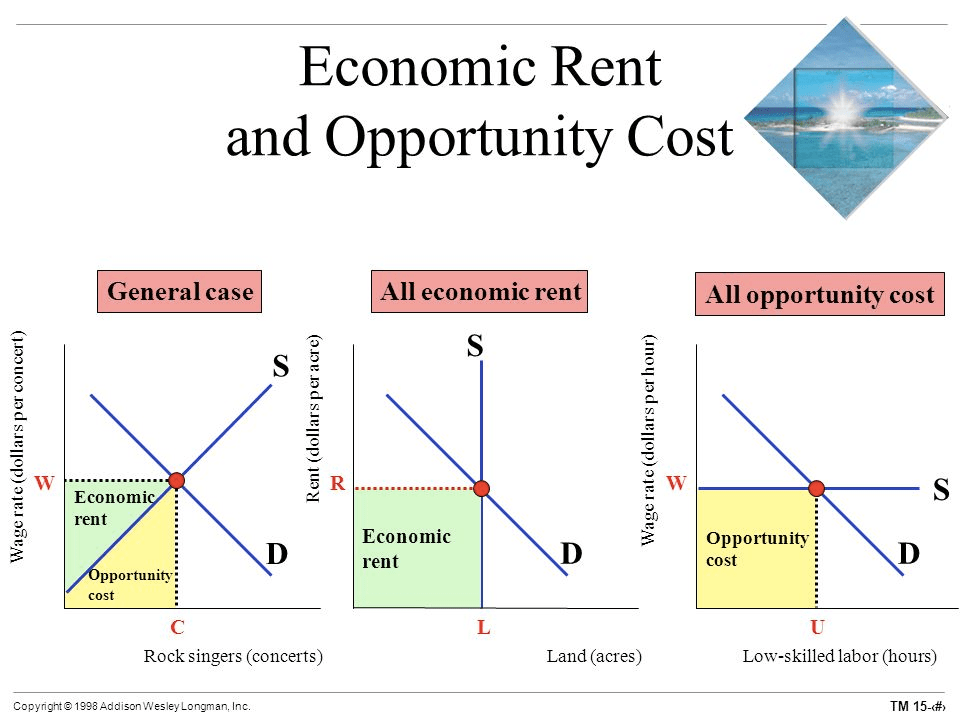 Economic Rent
and Opportunity Cost
General case
All economic rent
All opportunity cost
Wage rate (dollars per concert)
S
W
Economic
rent
Opportunity
cost
D
C
Rock singers (concerts)
Rent (dollars per acre)
S
R
Economic
rent
D
L
Land (acres)
Wage rate (dollars per hour)
W
S
Opportunity
cost
D
U
Low-skilled labor (hours)
Copyright © 1998 Addison Wesley Longman, Inc.
TM 15-‹#›